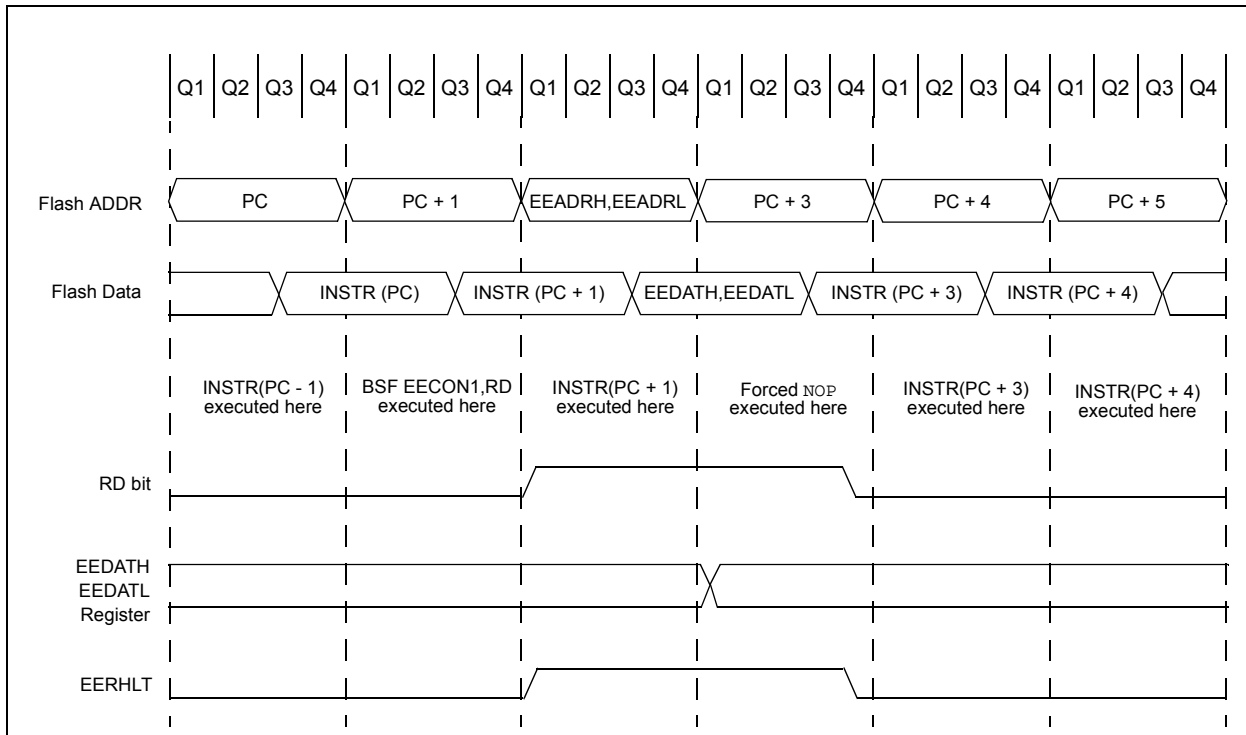 Q1 Q2 Q3 Q4 Q1 Q2 Q3 Q4 Q1 Q2 Q3 Q4 Q1 Q2 Q3 Q4 Q1 Q2 Q3 Q4 Q1 Q2 Q3 Q4
Flash ADDR PC PC + 1 EEADRH,EEADRL PC + 3 PC + 4 PC + 5
Flash Data INSTR (PC) INSTR (PC + 1) EEDATH,EEDATL INSTR (PC + 3) INSTR (PC + 4)
INSTR(PC - 1) BSF EECON1,RD INSTR(PC + 1) Forced NOP INSTR(PC + 3) INSTR(PC + 4)
executed here executed here executed here executed here executed here executed here
RD bit
EEDATH
EEDATL
Register
EERHLT